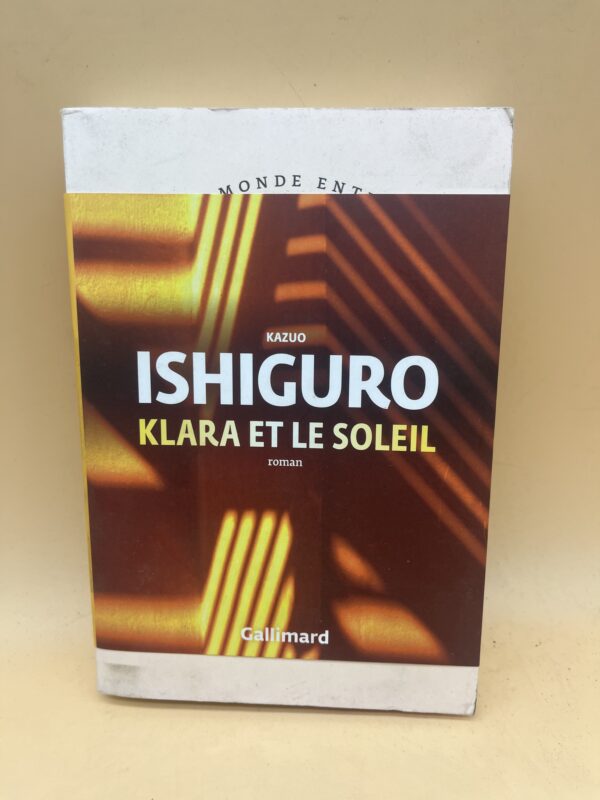 MONDE ENT
KAZUO
ISHIGURO
KLARA ET LE SOLEIL
roman
Gallimard